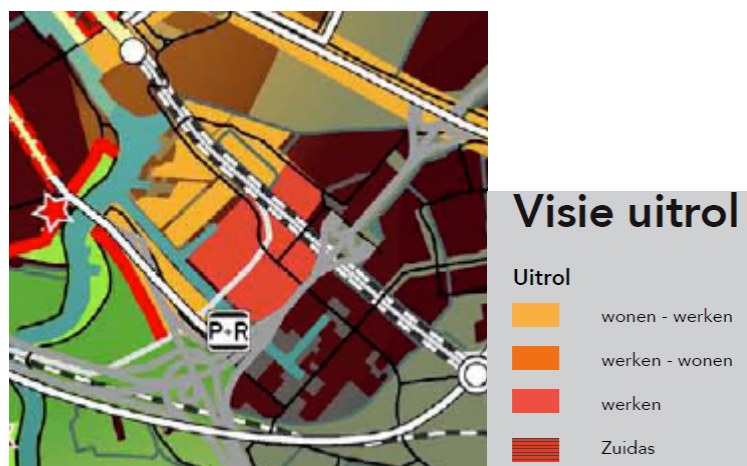 P+R
Visie uitrol
Uitrol
wonen - werken
werken - wonen
werken
Zuidas